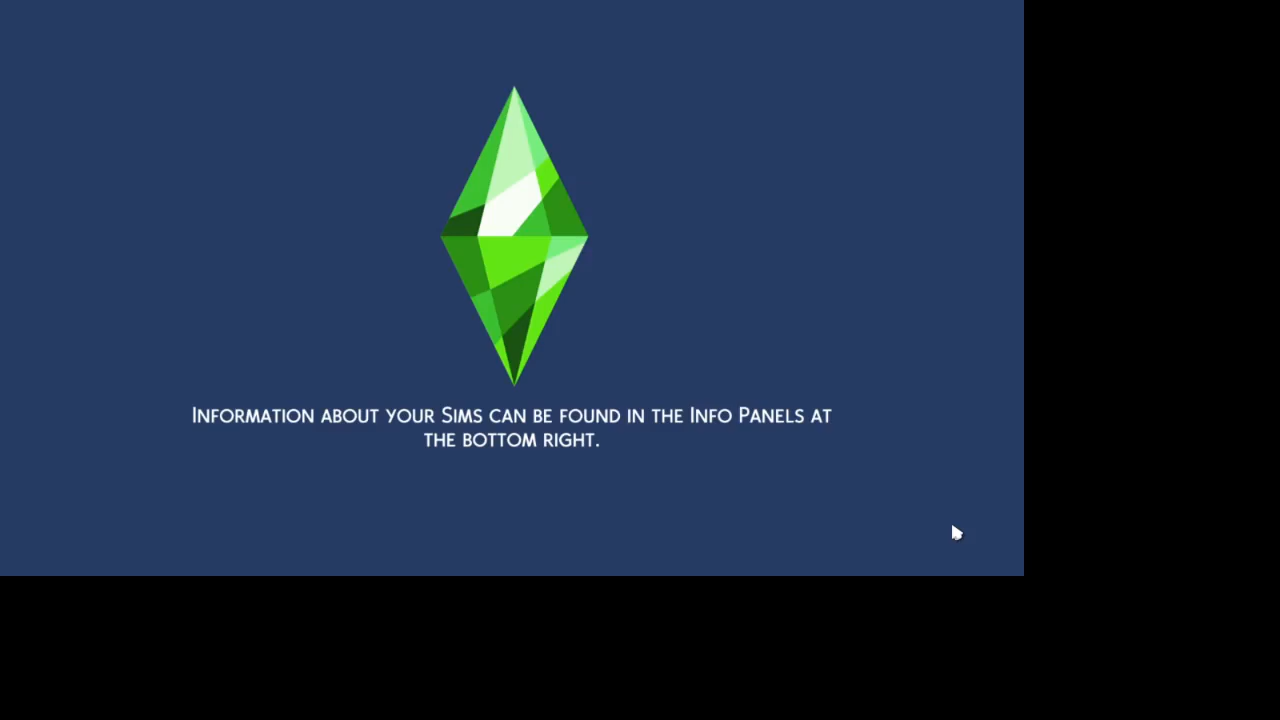 Information about your Sims can be found in the Info Panels at
the bottom right.